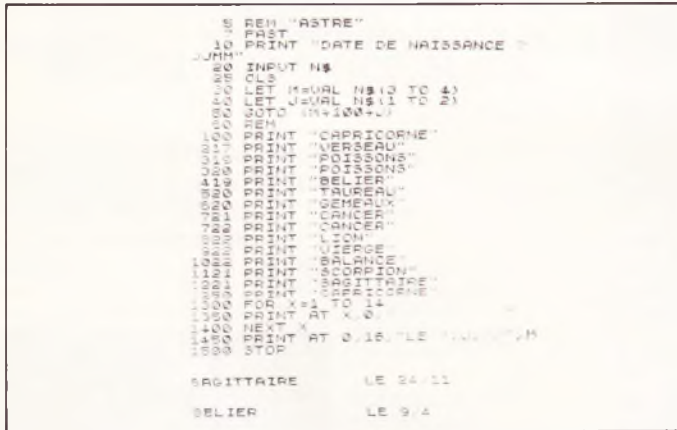 5 REM "ASTRE"
7 FAST
10 PRINT "DATE DE NAISSANCE ?
JJMM"
20 INPUT N$
25 CLS
30 LET M=VAL N$(3 TO 4)
40 LET J=VAL N$(1 TO 2)
50 GOTO (M*100+J)
60 REM
100 PRINT "CAPRICORNE"
217 PRINT "VERSEAU"
319 PRINT "POISSONS"
320 PRINT "POISSONS"
419 PRINT "BELIER"
520 PRINT "TAUREAU"
620 PRINT "GEMEAUX"
721 PRINT "CANCER"
722 PRINT "CANCER"
822 PRINT "LION"
922 PRINT "VIERGE"
1022 PRINT "BALANCE"
1121 PRINT "SCORPION"
1221 PRINT "SAGITTAIRE"
1250 PRINT "CAPRICORNE"
1300 FOR X=1 TO 14
1350 PRINT AT X,0,
1400 NEXT X
1450 PRINT AT 0,16,"LE
1500 STOP
SAGITTAIRE LE 24/11
BELIER LE 9/4